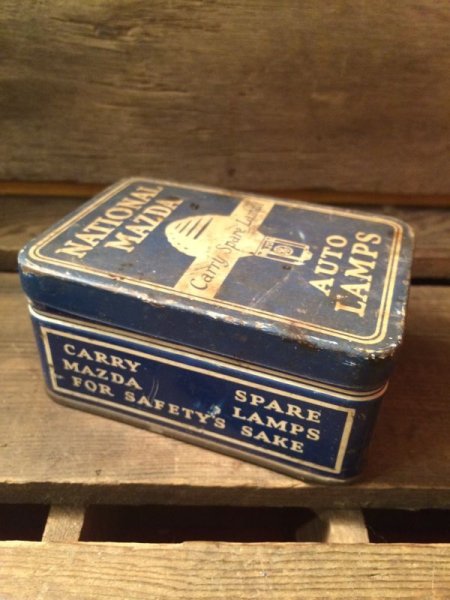 NATIONAL
MAZDA
Carry Spare Lamps
AUTO
LAMPS
CARRY SPARE
MAZDA LAMPS
FOR SAFETY'S SAKE